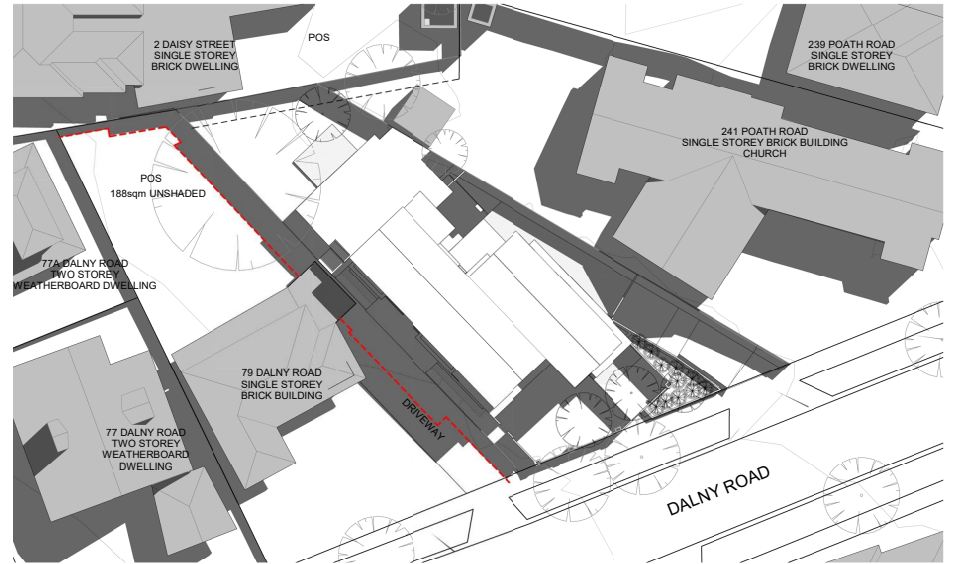 2 DAISY STREET
SINGLE STOREY
BRICK DWELLING
POS
239 POATH ROAD
SINGLE STOREY
BRICK DWELLING
241 POATH ROAD
SINGLE STOREY BRICK BUILDING
CHURCH
POS
188sqm UNSHADED
77A DALNY ROAD
TWO STOREY
WEATHERBOARD DWELLING
79 DALNY ROAD
SINGLE STOREY
BRICK BUILDING
DRIVEWAY
77 DALNY ROAD
TWO STOREY
WEATHERBOARD
DWELLING
DALNY ROAD